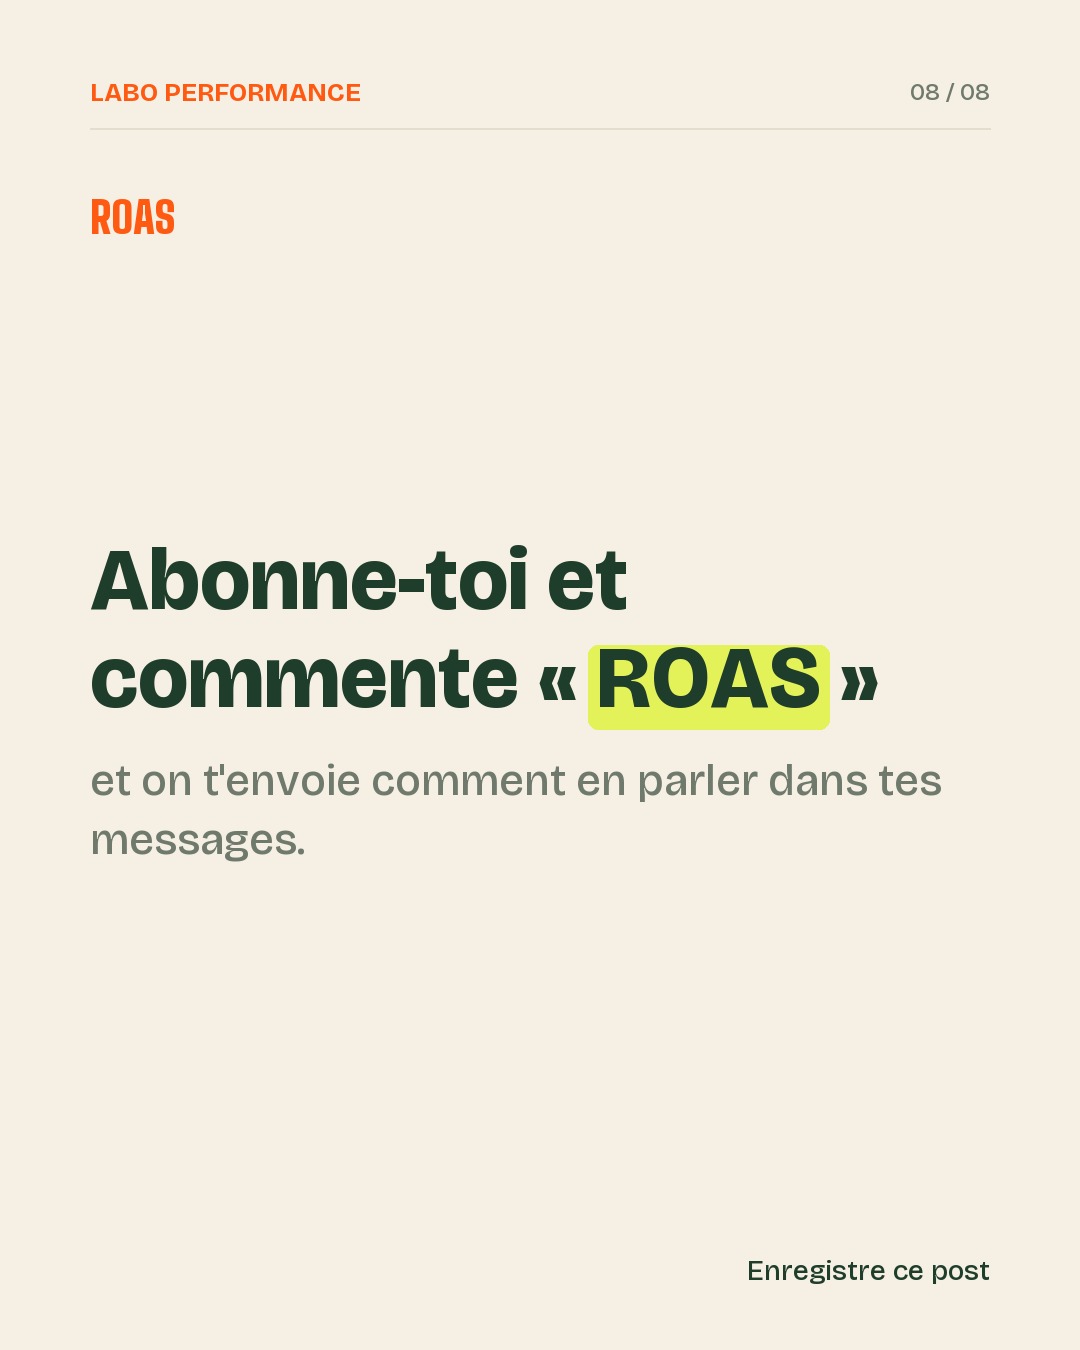 LABO PERFORMANCE
08 / 08
ROAS
Abonne-toi et
commente « ROAS »
et on t'envoie comment en parler dans tes
messages.
Enregistre ce post